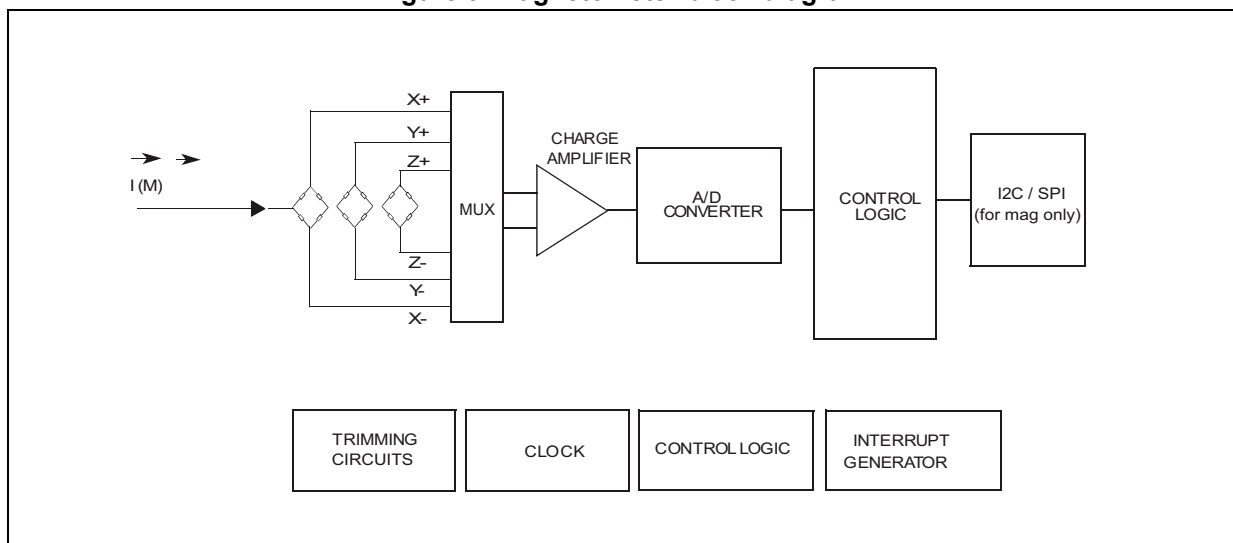 X+
Y+
Z+
I (M)
MUX
Z-
Y-
X-
CHARGE
AMPLIFIER
A/D
CONVERTER
CONTROL
LOGIC
I2C / SPI
(for mag only)
TRIMMING
CIRCUITS
CLOCK
CONTROL LOGIC
INTERRUPT
GENERATOR